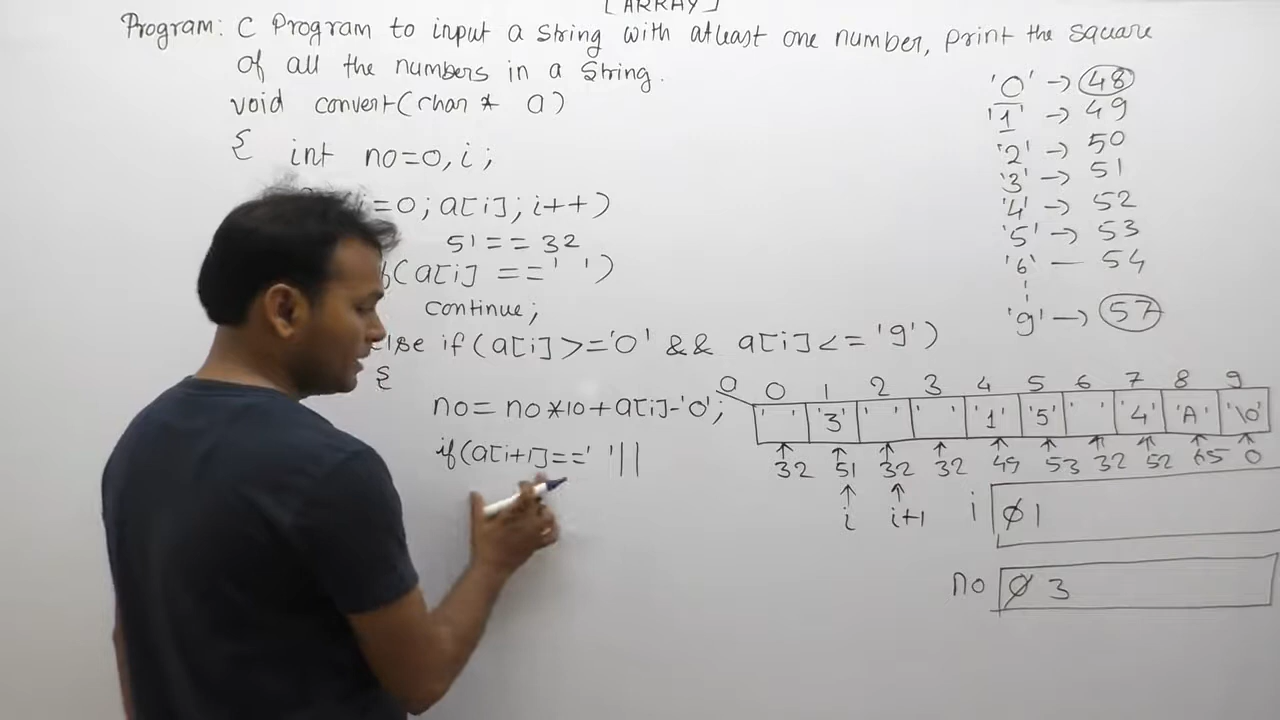 [ARRAY]
Program: C Program to input a string with atleast one number, print the square
of all the numbers in a string.
void convert(char* a)
{ int no=0, i;
i=0; a[i]; i++)
51 == 32
(a[i] == ' ')
continue;
else if(a[i]>='0' && a[i]<='9')
{
no= no*10+a[i]-'0';
if(a[i+1]==' '||
'0' -> 48
'1' -> 49
'2' -> 50
'3' -> 51
'4' -> 52
'5' -> 53
'6' — 54
'9' -> 57
a 0 1 2 3 4 5 6 7 8 9
' ' '3' ' ' ' ' '1' '5' ' ' '4' 'A' '\0'
32 51 32 32 49 53 32 52 65 0
i i+1
i 0 1
no 0 3